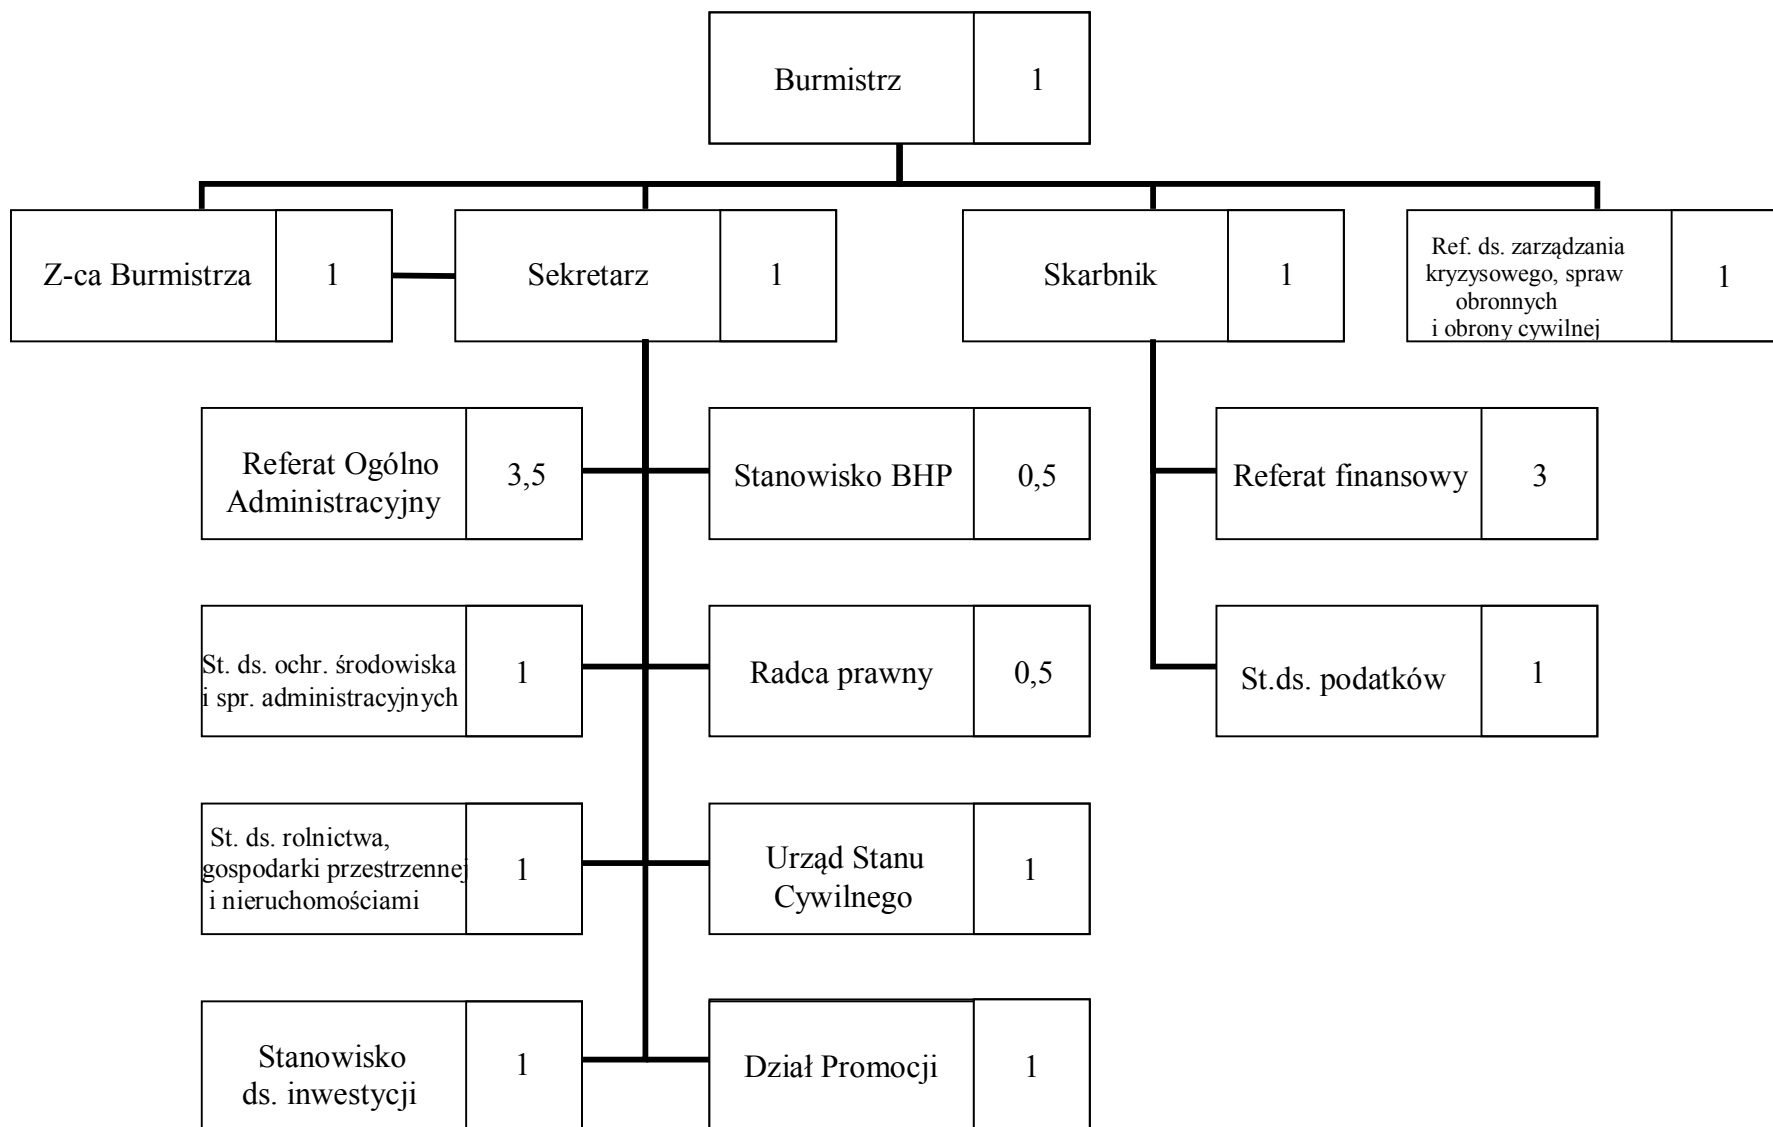 Burmistrz 1
Z-ca Burmistrza 1
Sekretarz 1
Skarbnik 1
Ref. ds. zarządzania
kryzysowego, spraw
obronnych
i obrony cywilnej
1
Referat Ogólno
Administracyjny
3,5
Stanowisko BHP 0,5
Referat finansowy 3
St. ds. ochr. środowiska
i spr. administracyjnych
1
Radca prawny 0,5
St.ds. podatków 1
St. ds. rolnictwa,
gospodarki przestrzennej
i nieruchomościami
1
Urząd Stanu
Cywilnego
1
Stanowisko
ds. inwestycji
1
Dział Promocji 1